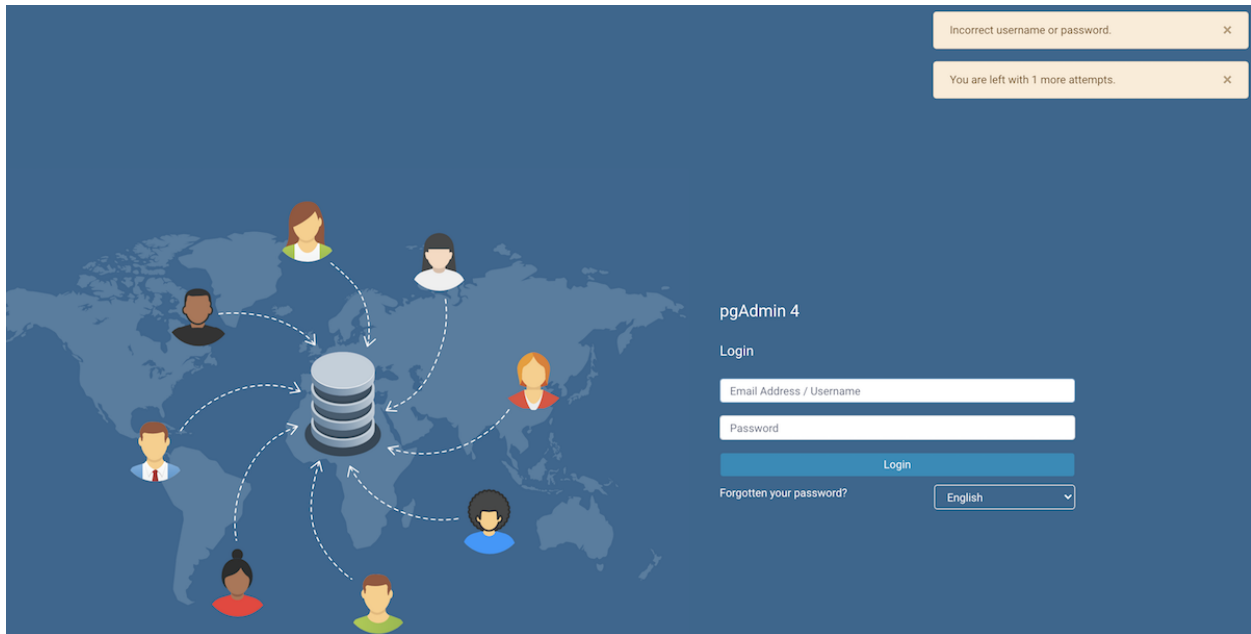 Incorrect username or password. ×
You are left with 1 more attempts. ×
pgAdmin 4
Login
Email Address / Username
Password
Login
Forgotten your password?
English